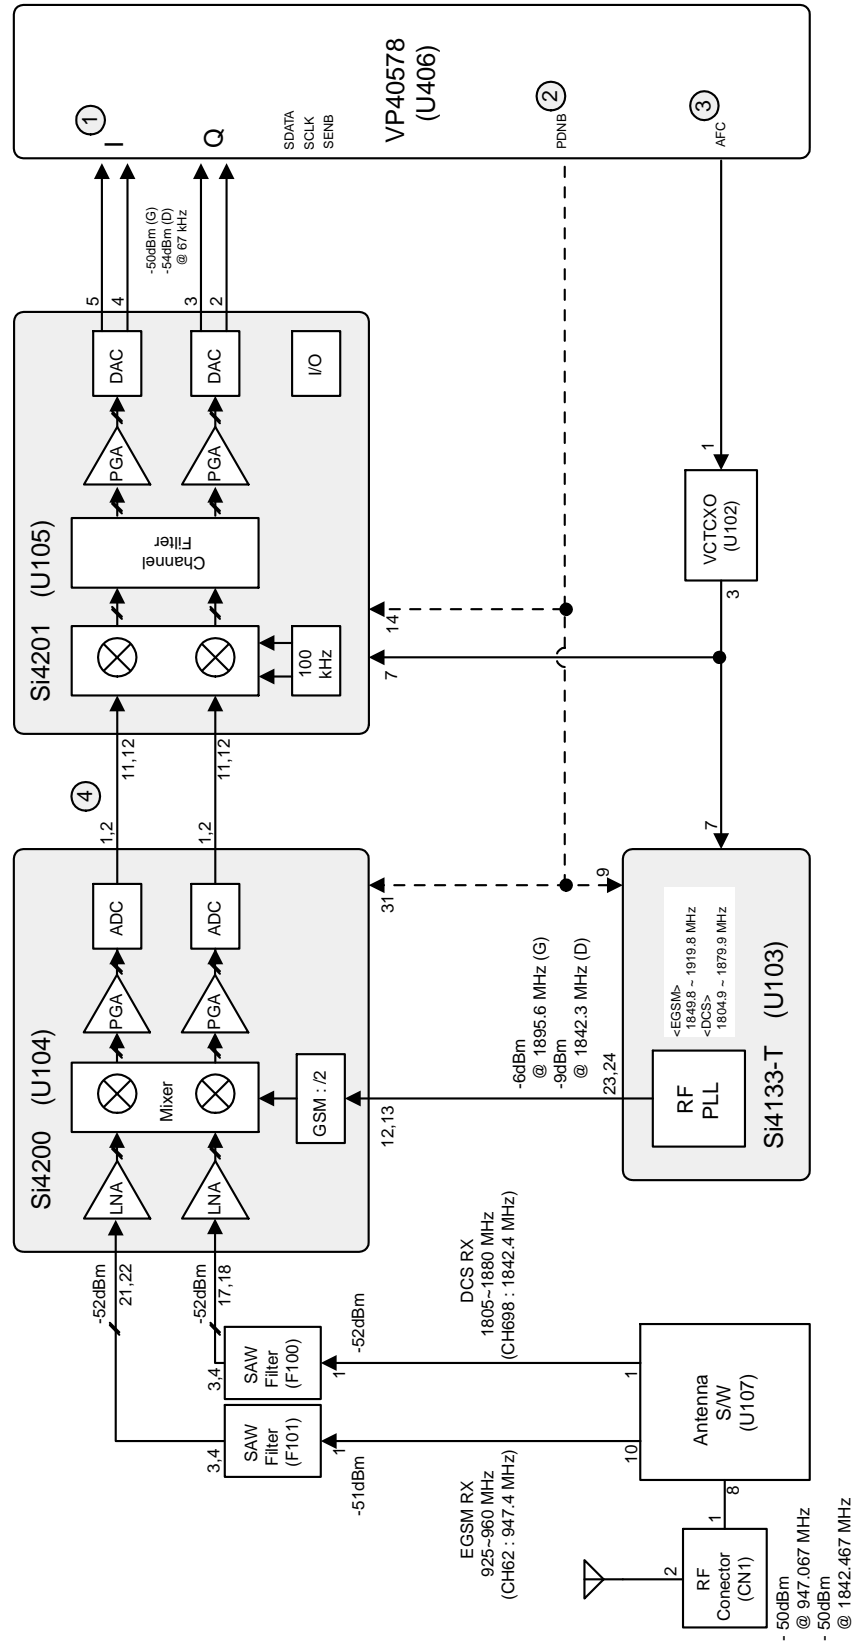 RF
Conector
(CN1)
2
1
8
- 50dBm
@ 947.067 MHz
- 50dBm
@ 1842.467 MHz
Antenna
S/W
(U107)
10
1
EGSM RX
925~960 MHz
(CH62 : 947.4 MHz)
DCS RX
1805~1880 MHz
(CH698 : 1842.4 MHz)
-51dBm
-52dBm
1
1
SAW
Filter
(F101)
SAW
Filter
(F100)
3,4
3,4
-52dBm
21,22
-52dBm
17,18
Si4200 (U104)
LNA
LNA
Mixer
PGA
PGA
ADC
ADC
GSM : /2
12,13
31
1,2
1,2
4
-6dBm
@ 1895.6 MHz (G)
-9dBm
@ 1842.3 MHz (D)
23,24
RF
PLL
<EGSM>
1849.8 ~ 1919.8 MHz
<DCS>
1804.9 ~ 1879.9 MHz
Si4133-T (U103)
9
7
11,12
11,12
Si4201 (U105)
100
kHz
Channel
Filter
PGA
PGA
DAC
DAC
I/O
7
14
5
4
3
2
-50dBm (G)
-54dBm (D)
@ 67 kHz
VCTCXO
(U102)
3
1
1
I
Q
SDATA
SCLK
SENB
VP40578
(U406)
2
PDNB
3
AFC